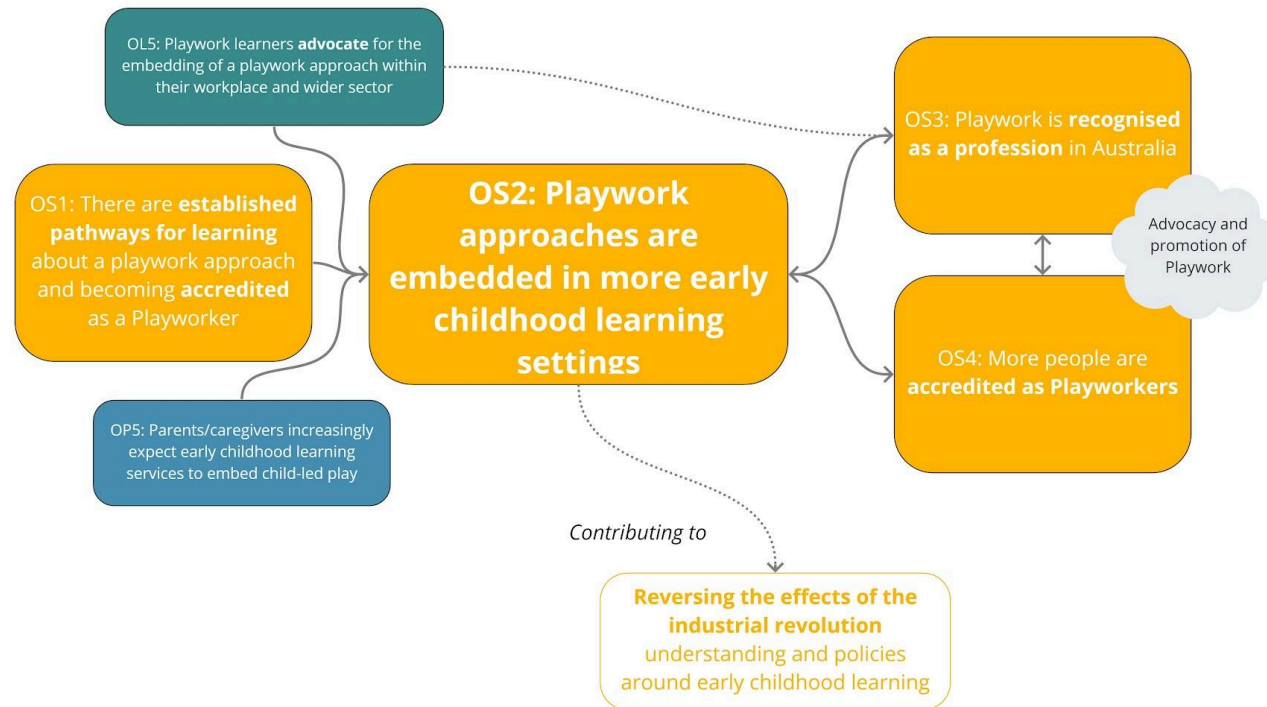 OL5: Playwork learners advocate for the
embedding of a playwork approach within
their workplace and wider sector
OS1: There are established
pathways for learning
about a playwork approach
and becoming accredited
as a Playworker
OP5: Parents/caregivers increasingly
expect early childhood learning
services to embed child-led play
OS2: Playwork
approaches are
embedded in more early
childhood learning
settings
OS3: Playwork is recognised
as a profession in Australia
Advocacy and
promotion of
Playwork
OS4: More people are
accredited as Playworkers
Contributing to
Reversing the effects of the
industrial revolution
understanding and policies
around early childhood learning